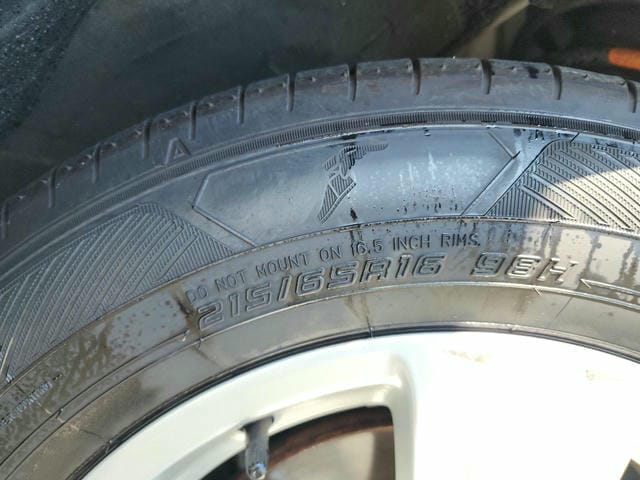 A
DO NOT MOUNT ON 16.5 INCH RIMS.
215/65R16 98H